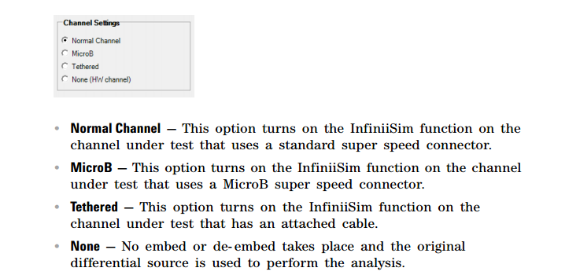 Channel Settings
Normal Channel
MicroB
Tethered
None (HW channel)
• Normal Channel – This option turns on the InfiniiSim function on the
channel under test that uses a standard super speed connector.
• MicroB – This option turns on the InfiniiSim function on the channel
under test that uses a MicroB super speed connector.
• Tethered – This option turns on the InfiniiSim function on the
channel under test that has an attached cable.
• None – No embed or de-embed takes place and the original
differential source is used to perform the analysis.